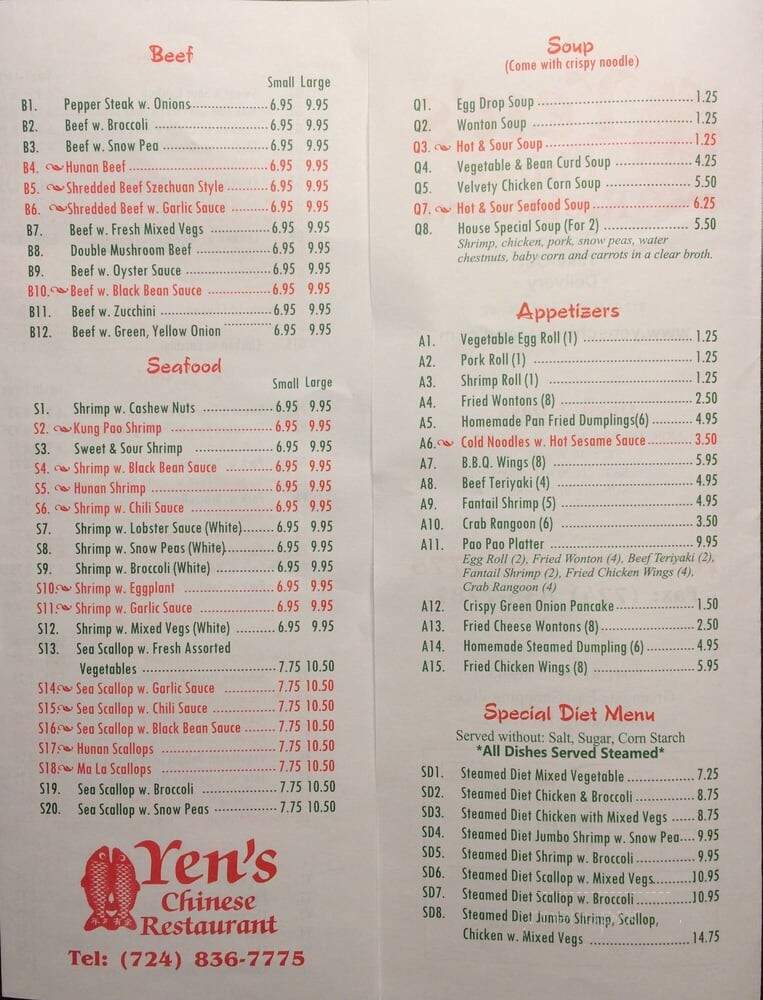 Beef
Small Large
B1. Pepper Steak w. Onions 6.95 9.95
B2. Beef w. Broccoli 6.95 9.95
B3. Beef w. Snow Pea 6.95 9.95
B4. Hunan Beef 6.95 9.95
B5. Shredded Beef Szechuan Style 6.95 9.95
B6. Shredded Beef w. Garlic Sauce 6.95 9.95
B7. Beef w. Fresh Mixed Vegs 6.95 9.95
B8. Double Mushroom Beef 6.95 9.95
B9. Beef w. Oyster Sauce 6.95 9.95
B10. Beef w. Black Bean Sauce 6.95 9.95
B11. Beef w. Zucchini 6.95 9.95
B12. Beef w. Green, Yellow Onion 6.95 9.95
Seafood
Small Large
S1. Shrimp w. Cashew Nuts 6.95 9.95
S2. Kung Pao Shrimp 6.95 9.95
S3. Sweet & Sour Shrimp 6.95 9.95
S4. Shrimp w. Black Bean Sauce 6.95 9.95
S5. Hunan Shrimp 6.95 9.95
S6. Shrimp w. Chili Sauce 6.95 9.95
S7. Shrimp w. Lobster Sauce (White) 6.95 9.95
S8. Shrimp w. Snow Peas (White) 6.95 9.95
S9. Shrimp w. Broccoli (White) 6.95 9.95
S10. Shrimp w. Eggplant 6.95 9.95
S11. Shrimp w. Garlic Sauce 6.95 9.95
S12. Shrimp w. Mixed Vegs (White) 6.95 9.95
S13. Sea Scallop w. Fresh Assorted
Vegetables 7.75 10.50
S14. Sea Scallop w. Garlic Sauce 7.75 10.50
S15. Sea Scallop w. Chili Sauce 7.75 10.50
S16. Sea Scallop w. Black Bean Sauce 7.75 10.50
S17. Hunan Scallops 7.75 10.50
S18. Ma La Scallops 7.75 10.50
S19. Sea Scallop w. Broccoli 7.75 10.50
S20. Sea Scallop w. Snow Peas 7.75 10.50
Yen's
Chinese
Restaurant
Tel: (724) 836-7775
Soup
(Come with crispy noodle)
Q1. Egg Drop Soup 1.25
Q2. Wonton Soup 1.25
Q3. Hot & Sour Soup 1.25
Q4. Vegetable & Bean Curd Soup 4.25
Q5. Velvety Chicken Corn Soup 5.50
Q7. Hot & Sour Seafood Soup 6.25
Q8. House Special Soup (For 2) 5.50
Shrimp, chicken, pork, snow peas, water
chestnuts, baby corn and carrots in a clear broth.
Appetizers
A1. Vegetable Egg Roll (1) 1.25
A2. Pork Roll (1) 1.25
A3. Shrimp Roll (1) 1.25
A4. Fried Wontons (8) 2.50
A5. Homemade Pan Fried Dumplings(6) 4.95
A6. Cold Noodles w. Hot Sesame Sauce 3.50
A7. B.B.Q. Wings (8) 5.95
A8. Beef Teriyaki (4) 4.95
A9. Fantail Shrimp (5) 4.95
A10. Crab Rangoon (6) 3.50
A11. Pao Pao Platter 9.95
Egg Roll (2), Fried Wonton (4), Beef Teriyaki (2),
Fantail Shrimp (2), Fried Chicken Wings (4),
Crab Rangoon (4)
A12. Crispy Green Onion Pancake 1.50
A13. Fried Cheese Wontons (8) 2.50
A14. Homemade Steamed Dumpling (6) 4.95
A15. Fried Chicken Wings (8) 5.95
Special Diet Menu
Served without: Salt, Sugar, Corn Starch
*All Dishes Served Steamed*
SD1. Steamed Diet Mixed Vegetable 7.25
SD2. Steamed Diet Chicken & Broccoli 8.75
SD3. Steamed Diet Chicken with Mixed Vegs 8.75
SD4. Steamed Diet Jumbo Shrimp w. Snow Pea 9.95
SD5. Steamed Diet Shrimp w. Broccoli 9.95
SD6. Steamed Diet Scallop w. Mixed Vegs 10.95
SD7. Steamed Diet Scallop w. Broccoli 10.95
SD8. Steamed Diet Jumbo Shrimp, Scallop,
Chicken w. Mixed Vegs 14.75